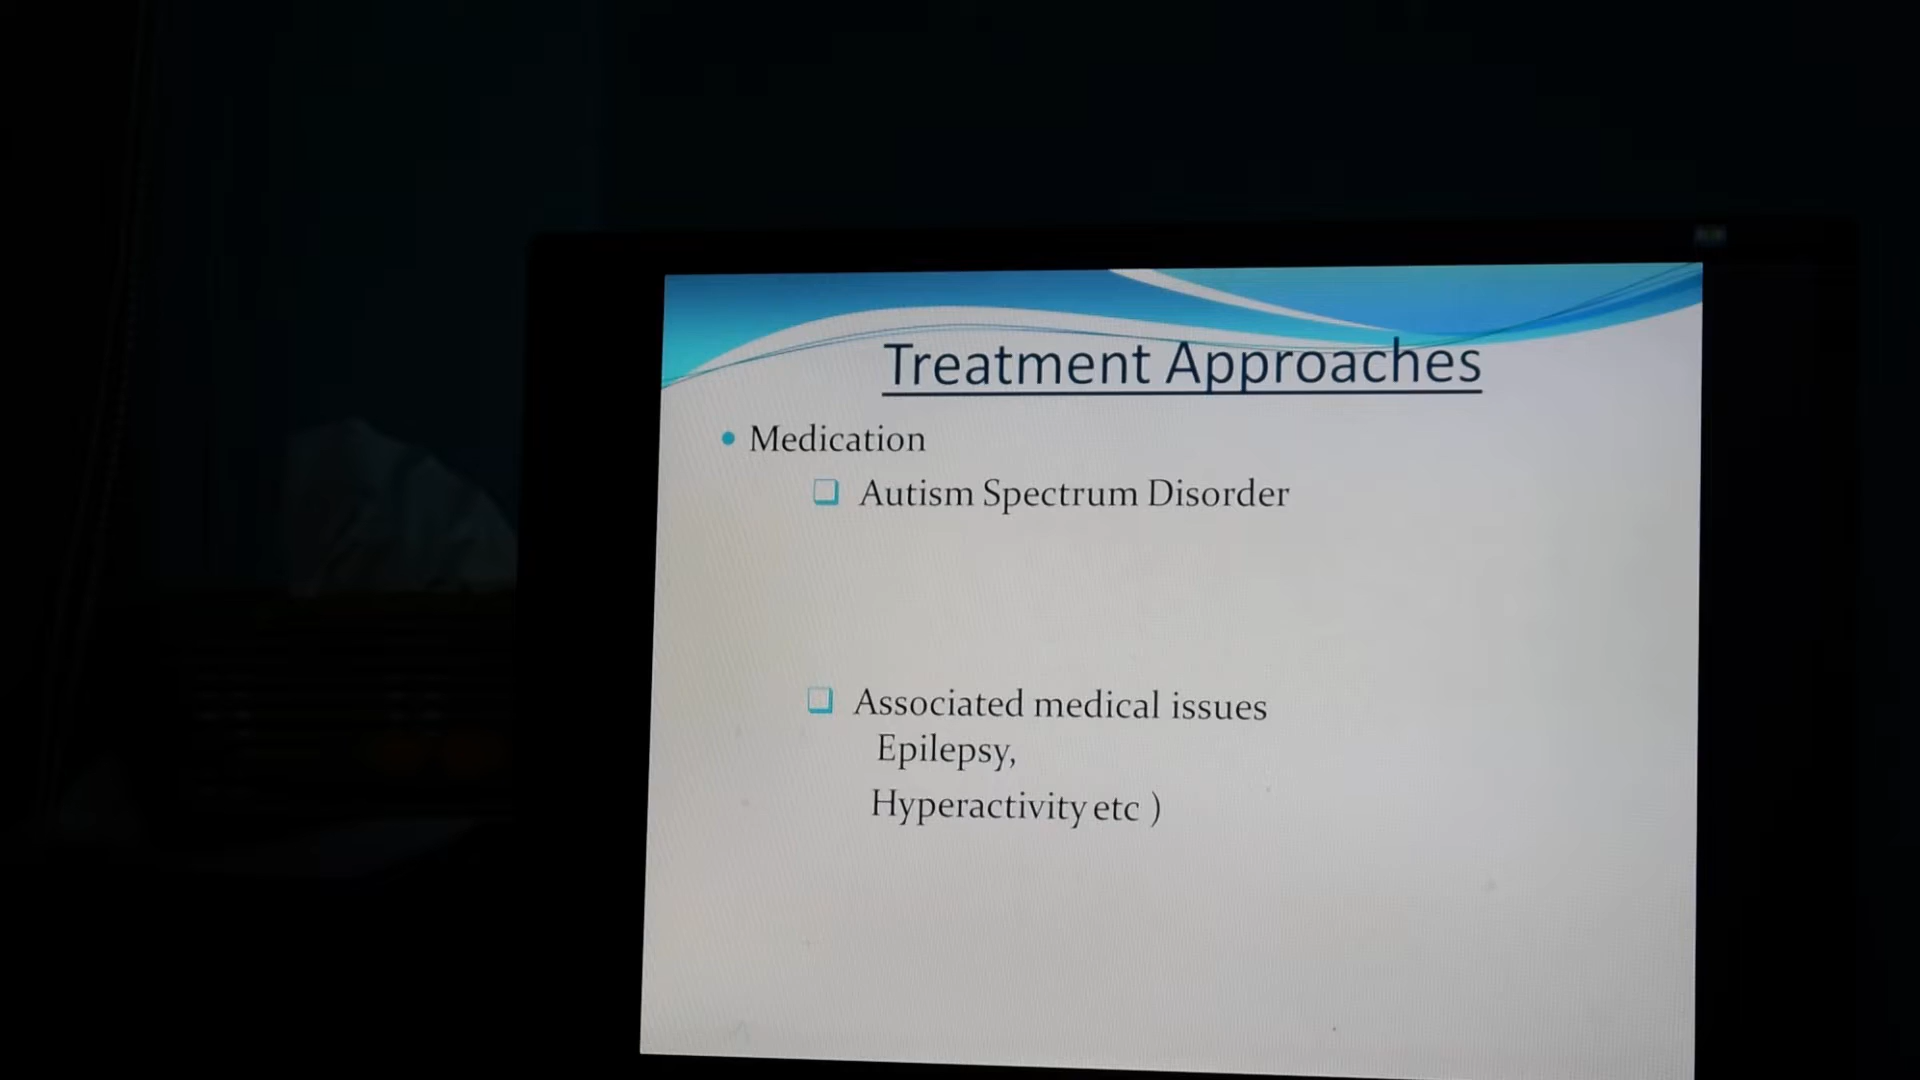 Treatment Approaches
• Medication
❑ Autism Spectrum Disorder
❑ Associated medical issues
Epilepsy,
Hyperactivity etc )